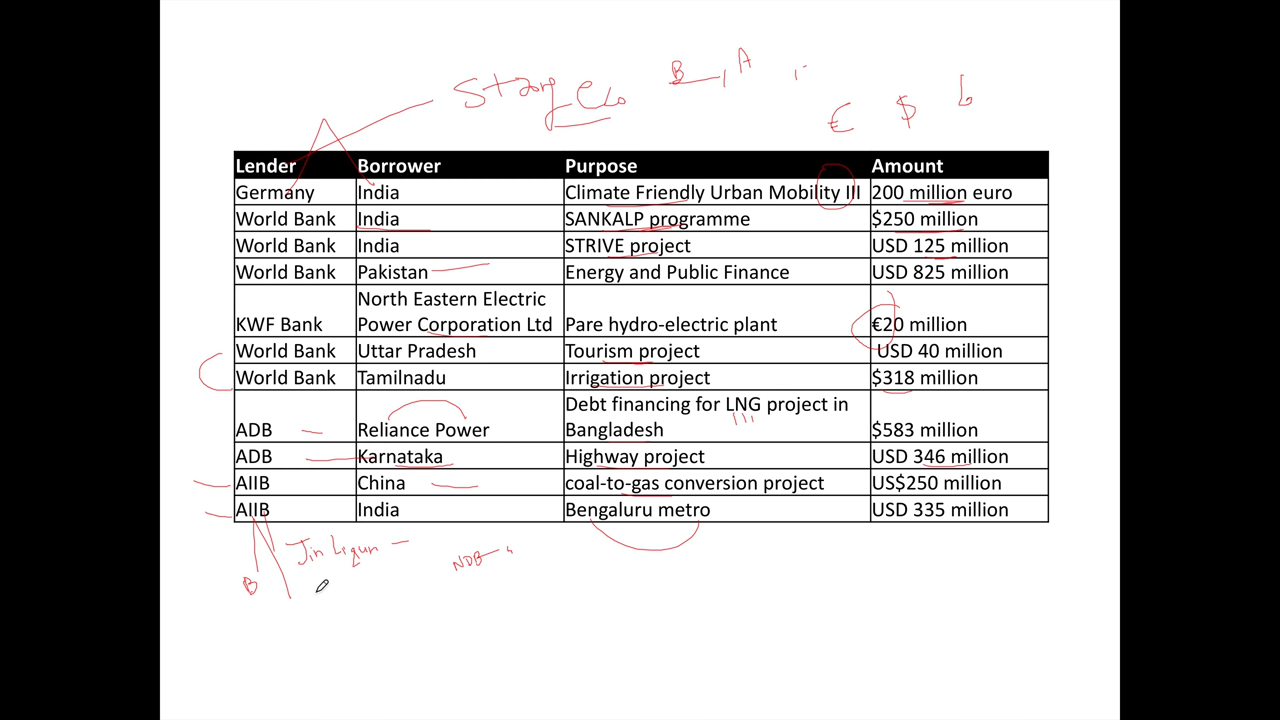 B, A
€ $
Lender Borrower Purpose Amount
Germany India Climate Friendly Urban Mobility III 200 million euro
World Bank India SANKALP programme $250 million
World Bank India STRIVE project USD 125 million
World Bank Pakistan Energy and Public Finance USD 825 million
North Eastern Electric
KWF Bank Power Corporation Ltd Pare hydro-electric plant €20 million
World Bank Uttar Pradesh Tourism project USD 40 million
World Bank Tamilnadu Irrigation project $318 million
Debt financing for LNG project in
ADB Reliance Power Bangladesh $583 million
ADB Karnataka Highway project USD 346 million
AIIB China coal-to-gas conversion project US$250 million
AIIB India Bengaluru metro USD 335 million
Jin Liqun
NDB
B